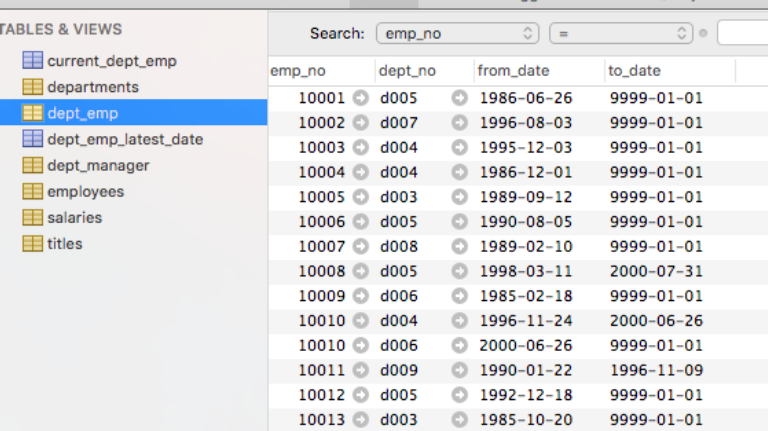 TABLES & VIEWS
current_dept_emp
departments
dept_emp
dept_emp_latest_date
dept_manager
employees
salaries
titles
Search: emp_no =
emp_no dept_no from_date to_date
10001 d005 1986-06-26 9999-01-01
10002 d007 1996-08-03 9999-01-01
10003 d004 1995-12-03 9999-01-01
10004 d004 1986-12-01 9999-01-01
10005 d003 1989-09-12 9999-01-01
10006 d005 1990-08-05 9999-01-01
10007 d008 1989-02-10 9999-01-01
10008 d005 1998-03-11 2000-07-31
10009 d006 1985-02-18 9999-01-01
10010 d004 1996-11-24 2000-06-26
10010 d006 2000-06-26 9999-01-01
10011 d009 1990-01-22 1996-11-09
10012 d005 1992-12-18 9999-01-01
10013 d003 1985-10-20 9999-01-01